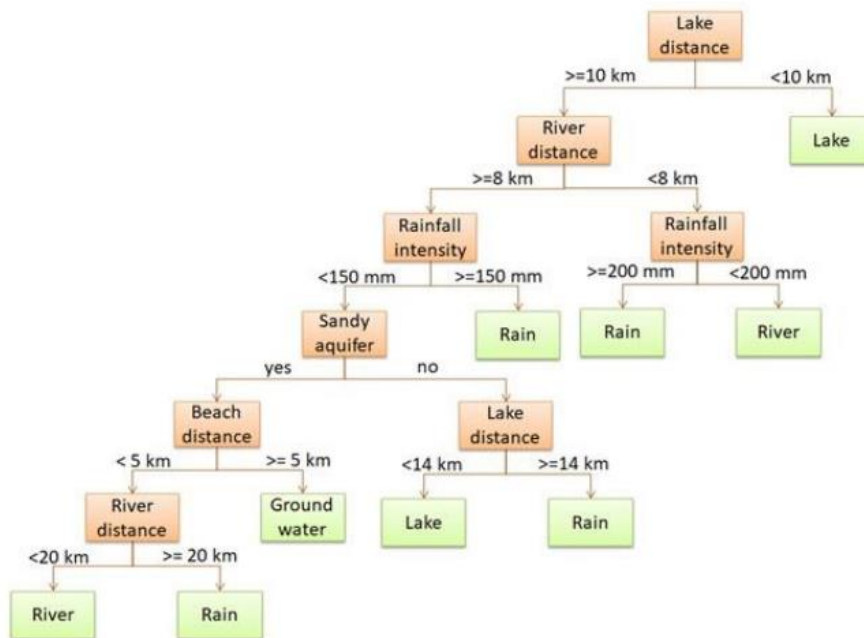 Lake
distance
>=10 km
<10 km
River
distance
Lake
>=8 km
<8 km
Rainfall
intensity
Rainfall
intensity
<150 mm
>=150 mm
>=200 mm
<200 mm
Sandy
aquifer
Rain
Rain
River
yes
no
Beach
distance
Lake
distance
< 5 km
>= 5 km
<14 km
>=14 km
River
distance
Ground
water
Lake
Rain
<20 km
>= 20 km
River
Rain